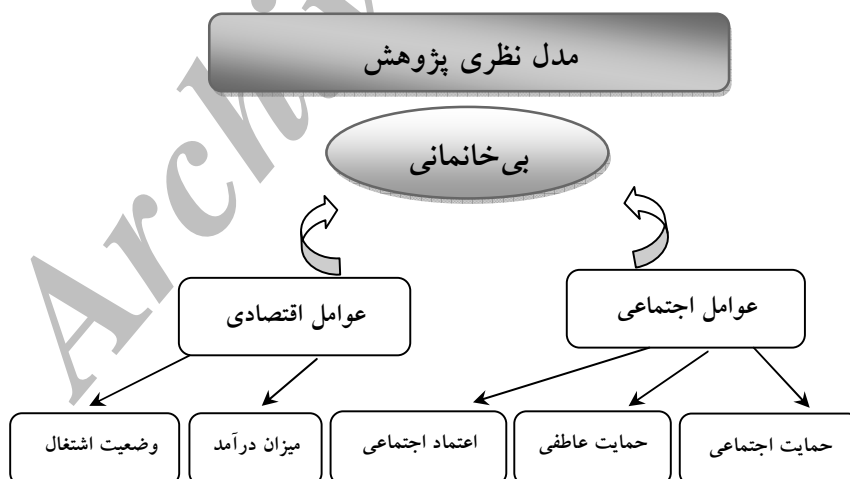 مدل نظری پژوهش
بی‌خانمانی
عوامل اجتماعی
عوامل اقتصادی
حمایت اجتماعی
حمایت عاطفی
اعتماد اجتماعی
میزان درآمد
وضعیت اشتغال
Archiv